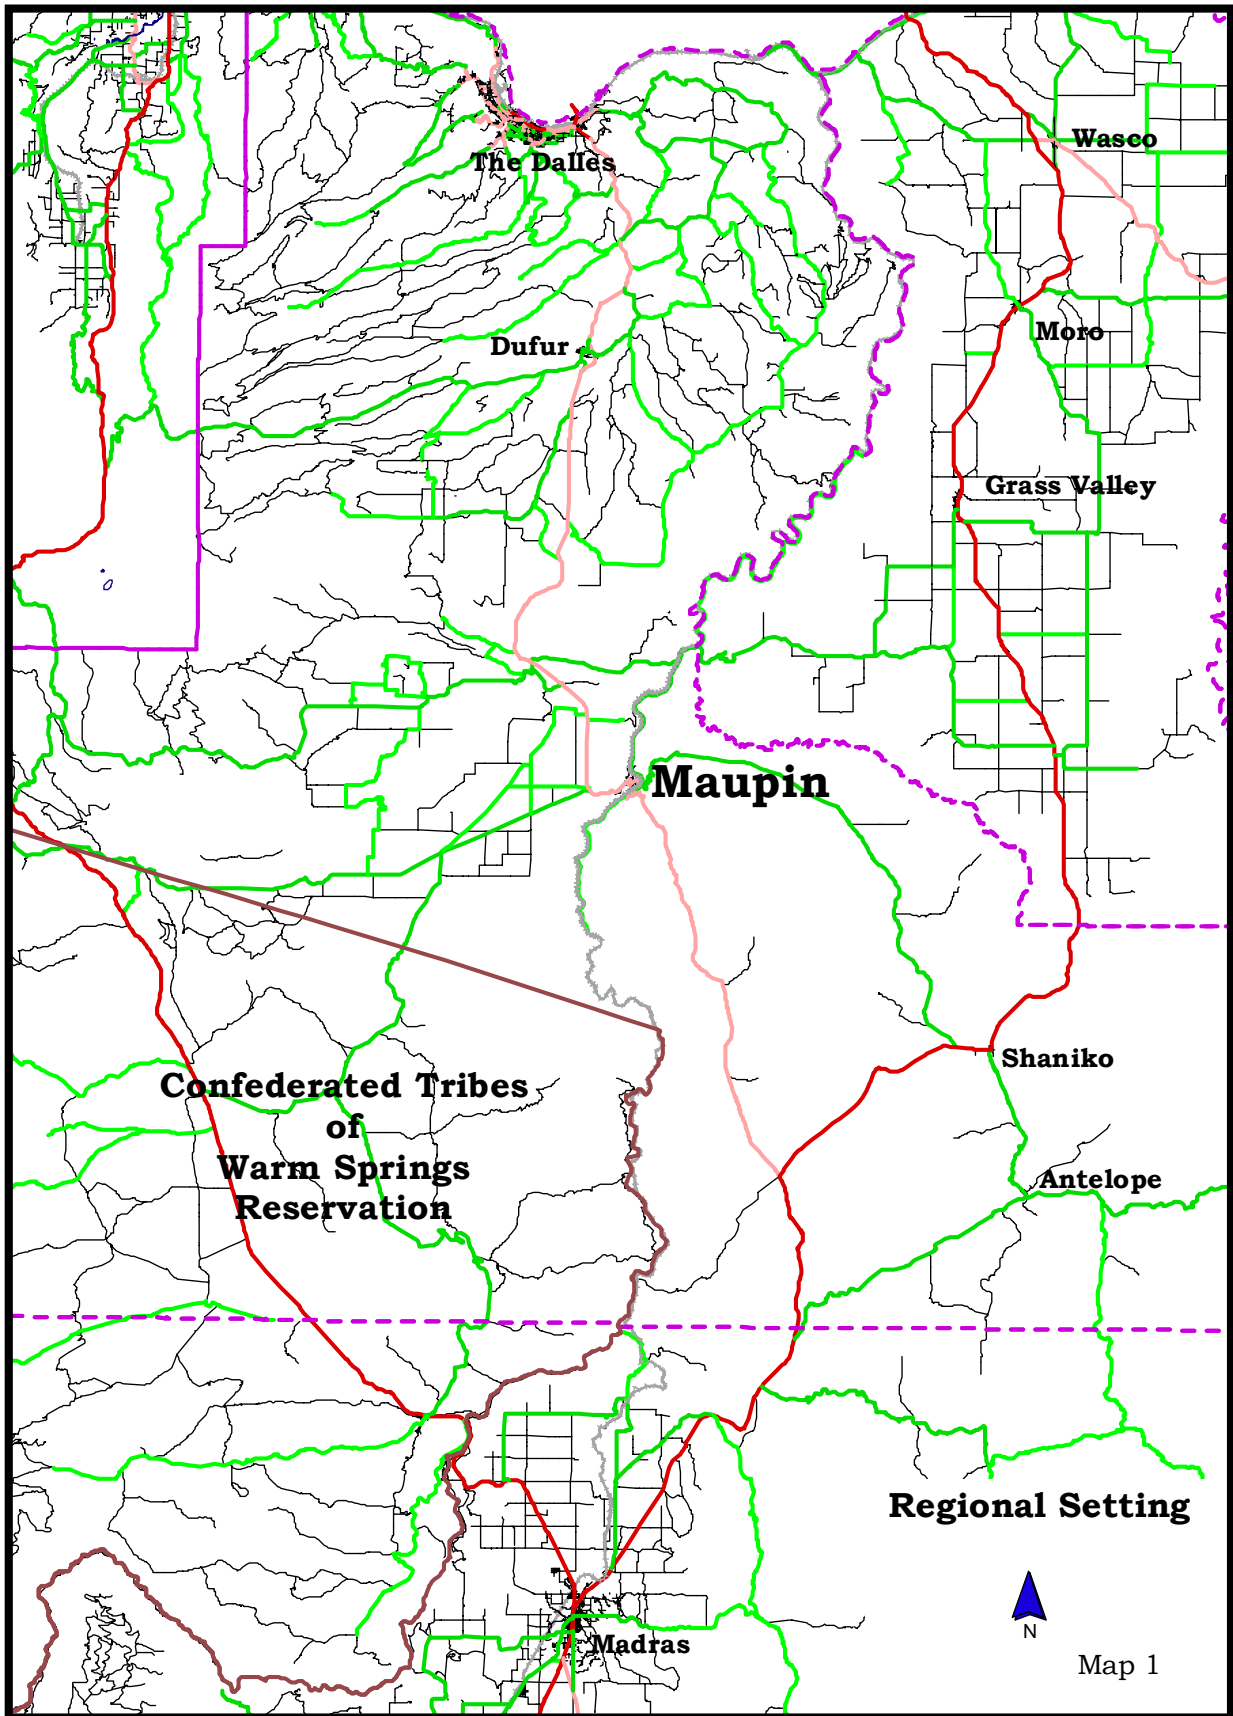 Wasco
The Dalles
Moro
Dufur
Grass Valley
Maupin
Shaniko
Confederated Tribes
of
Warm Springs
Reservation
Antelope
Regional Setting
N
Madras
Map 1